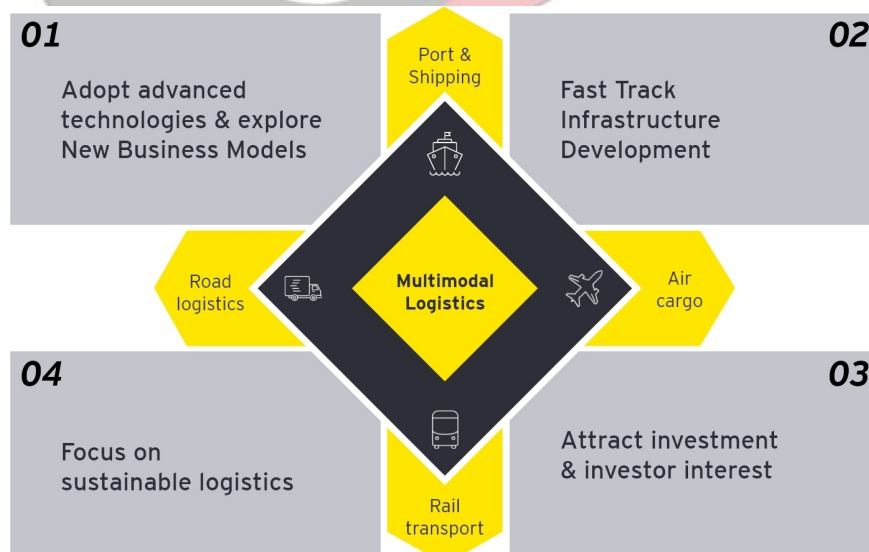 01
Adopt advanced
technologies & explore
New Business Models
Port &
Shipping
02
Fast Track
Infrastructure
Development
Road
logistics
Multimodal
Logistics
Air
cargo
04
Focus on
sustainable logistics
Rail
transport
03
Attract investment
& investor interest